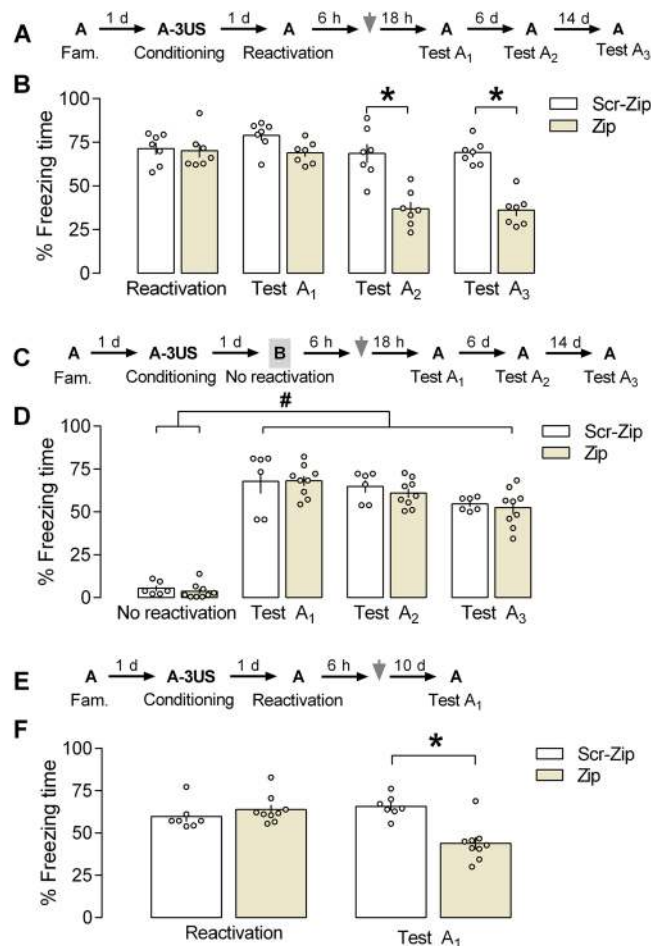 A
A 1 d A-3US 1 d A 6 h 18 h A 6 d A 14 d A
Fam. Conditioning Reactivation Test A1 Test A2 Test A3
B
% Freezing time
100
75
50
25
0
* *
Scr-Zip
Zip
Reactivation Test A1 Test A2 Test A3
C
A 1 d A-3US 1 d B 6 h 18 h A 6 d A 14 d A
Fam. Conditioning No reactivation Test A1 Test A2 Test A3
D
% Freezing time
100
75
50
25
0
#
Scr-Zip
Zip
No reactivation Test A1 Test A2 Test A3
E
A 1 d A-3US 1 d A 6 h 10 d A
Fam. Conditioning Reactivation Test A1
F
% Freezing time
100
75
50
25
0
*
Scr-Zip
Zip
Reactivation Test A1